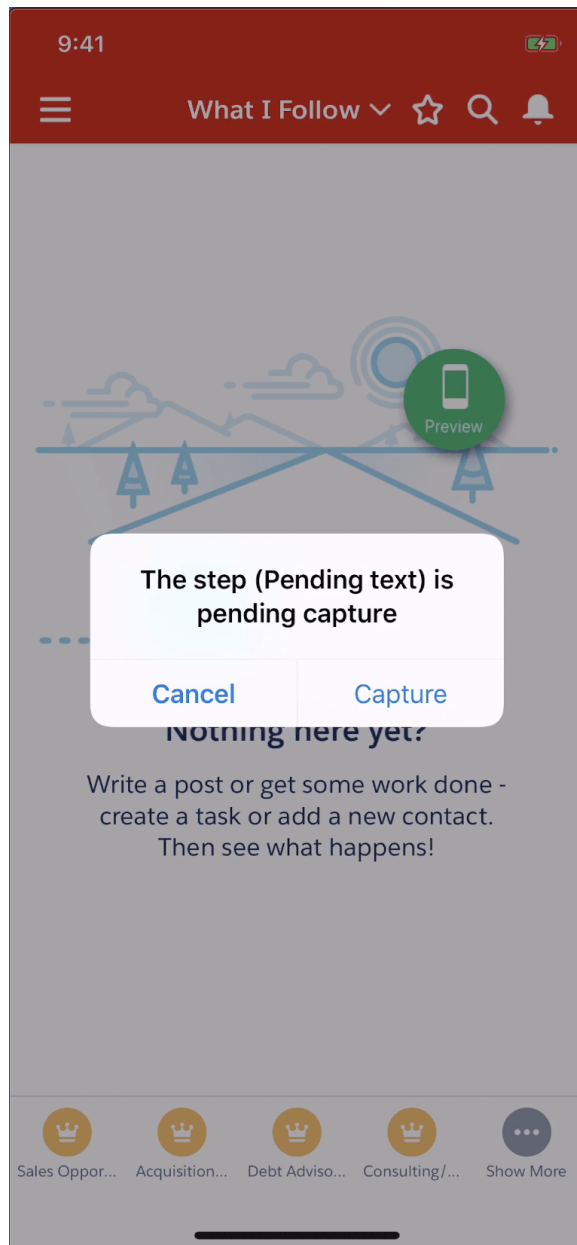 9:41
What I Follow
Preview
The step (Pending text) is
pending capture
Cancel Capture
Nothing here yet?
Write a post or get some work done -
create a task or add a new contact.
Then see what happens!
Sales Oppor... Acquisition... Debt Adviso... Consulting/... Show More